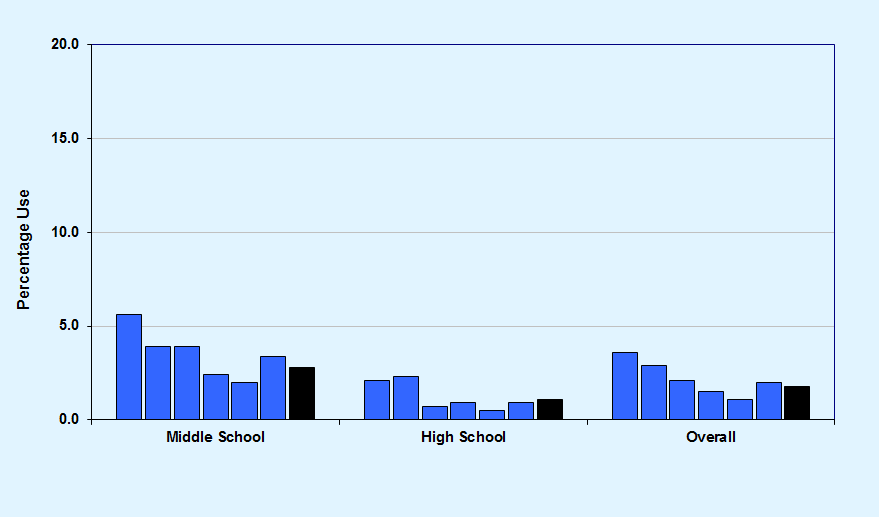 20.0
15.0
10.0
5.0
0.0
Percentage Use
Middle School
High School
Overall